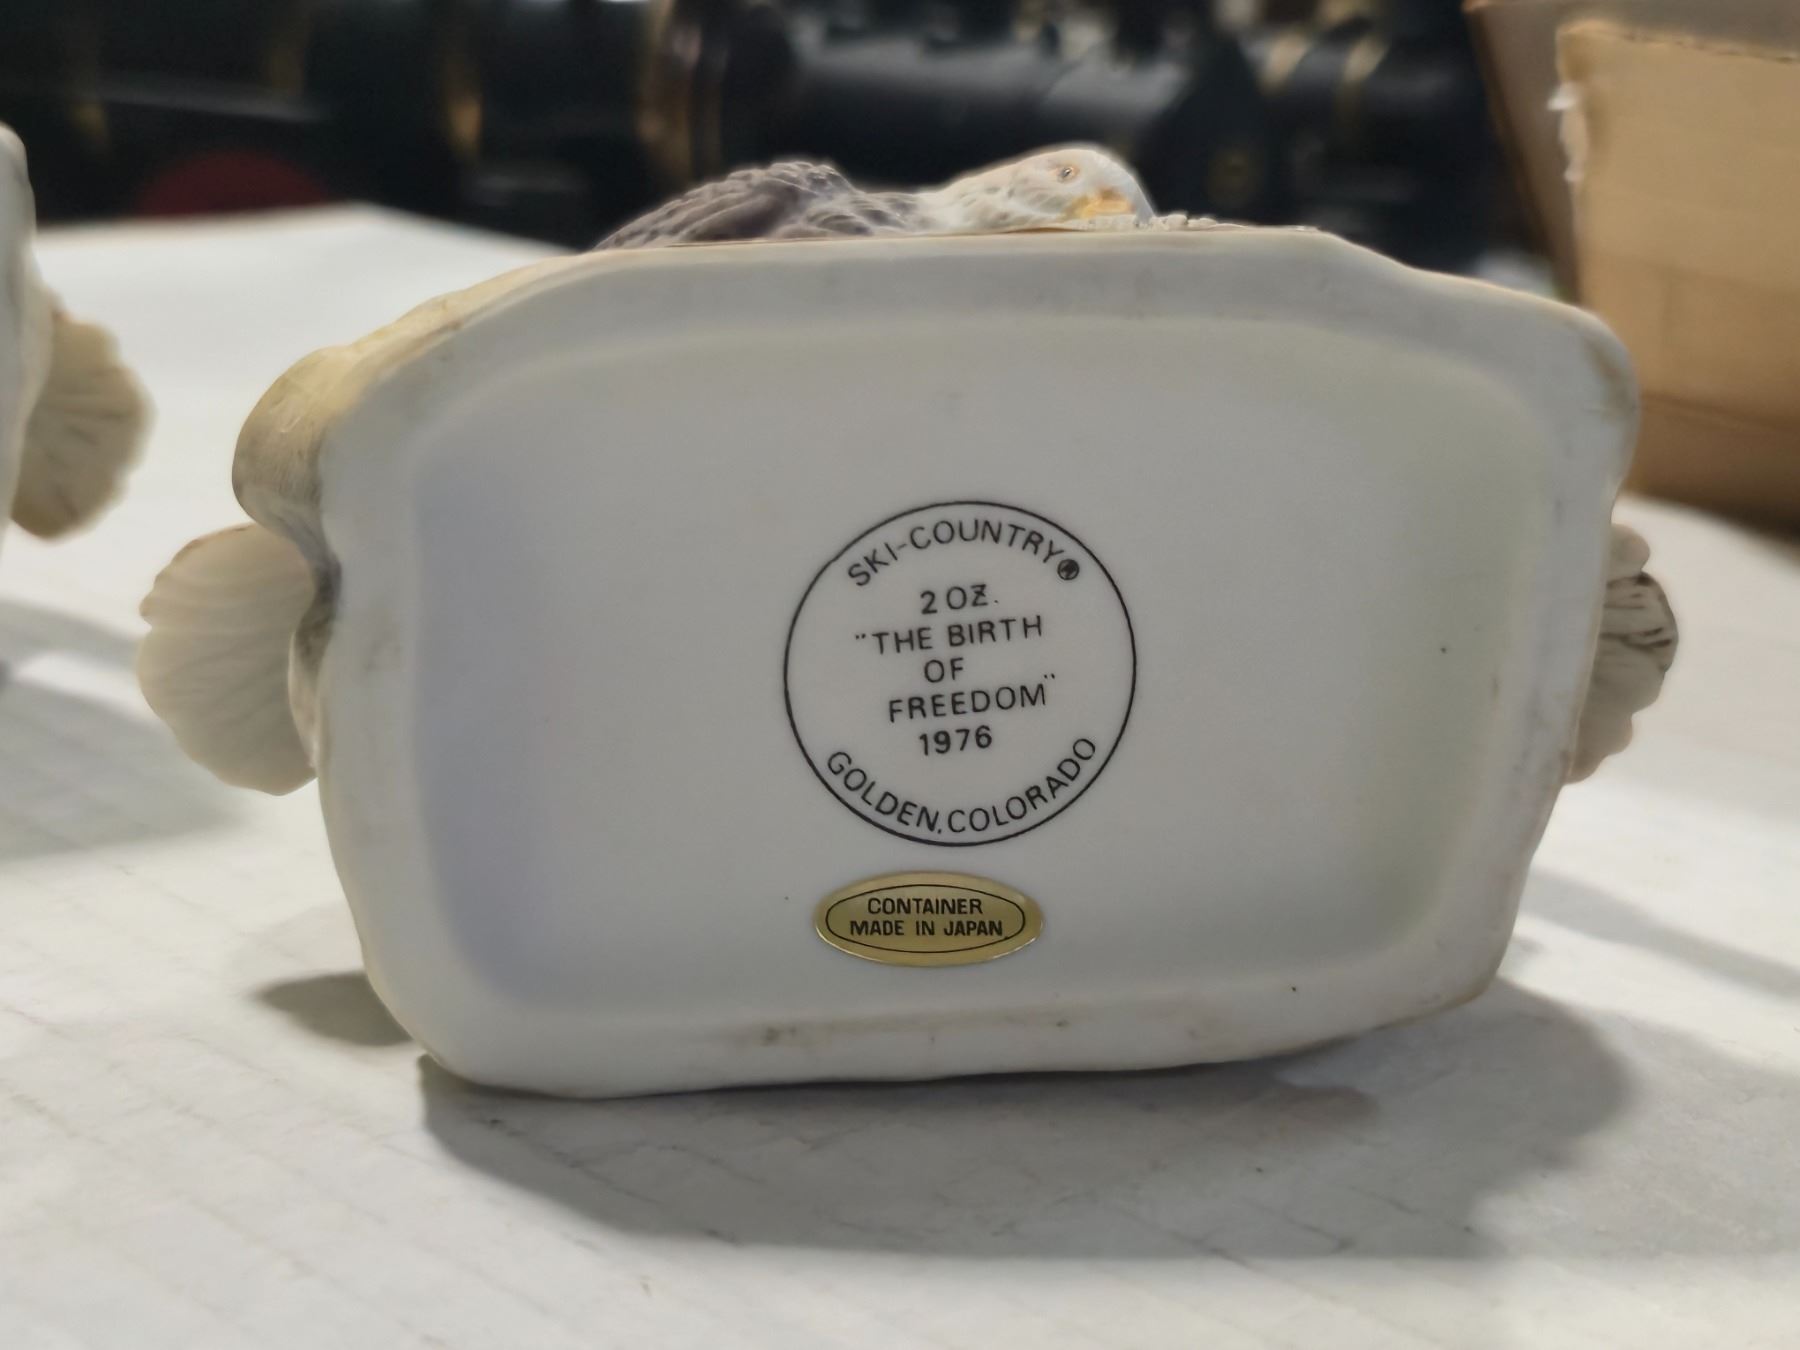 SKI-COUNTRY®
2 OZ.
"THE BIRTH
OF
FREEDOM"
1976
GOLDEN, COLORADO
CONTAINER
MADE IN JAPAN